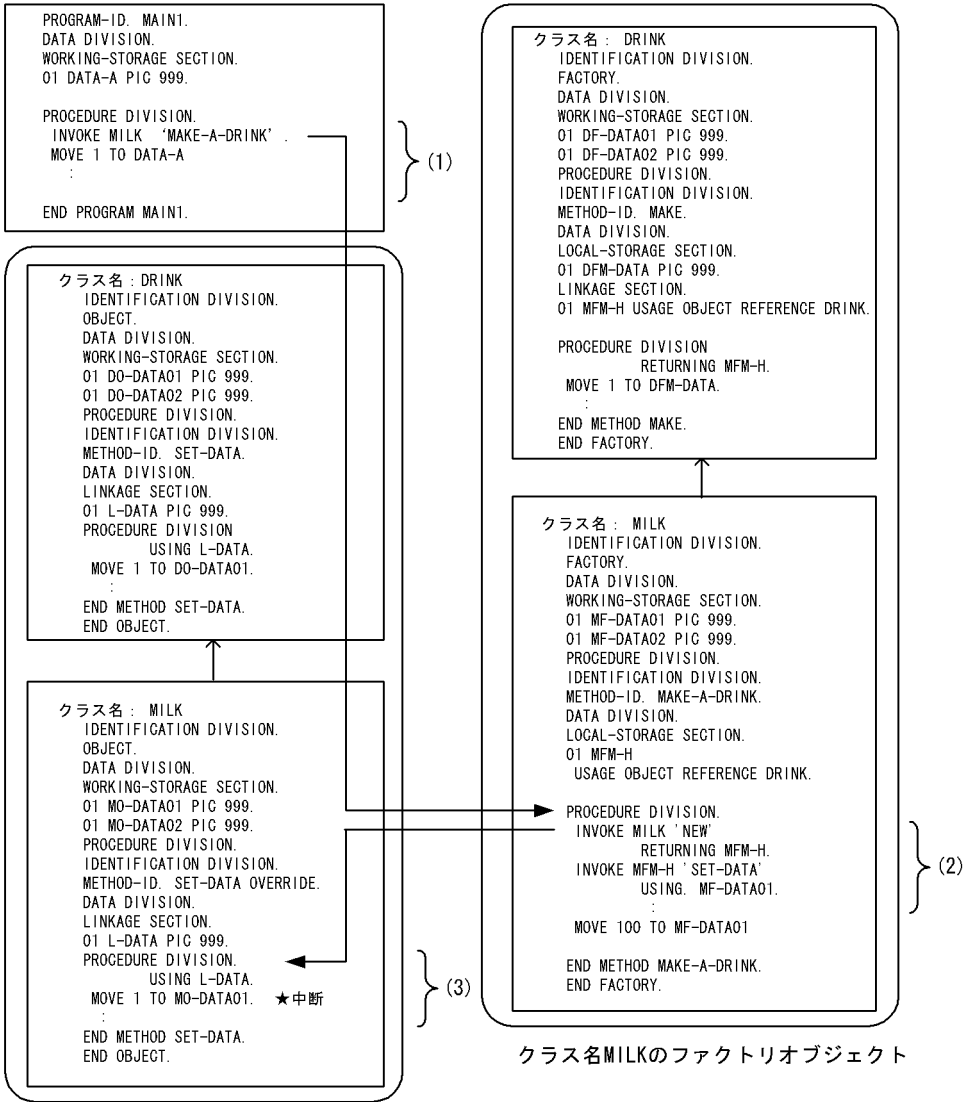 PROGRAM-ID. MAIN1.
DATA DIVISION.
WORKING-STORAGE SECTION.
01 DATA-A PIC 999.
PROCEDURE DIVISION.
INVOKE MILK ‘MAKE-A-DRINK’ .
MOVE 1 TO DATA-A
:
END PROGRAM MAIN1.
(1)
クラス名：DRINK
IDENTIFICATION DIVISION.
OBJECT.
DATA DIVISION.
WORKING-STORAGE SECTION.
01 DO-DATA01 PIC 999.
01 DO-DATA02 PIC 999.
PROCEDURE DIVISION.
IDENTIFICATION DIVISION.
METHOD-ID. SET-DATA.
DATA DIVISION.
LINKAGE SECTION.
01 L-DATA PIC 999.
PROCEDURE DIVISION
USING L-DATA.
MOVE 1 TO DO-DATA01.
:
END METHOD SET-DATA.
END OBJECT.
クラス名： MILK
IDENTIFICATION DIVISION.
OBJECT.
DATA DIVISION.
WORKING-STORAGE SECTION.
01 MO-DATA01 PIC 999.
01 MO-DATA02 PIC 999.
PROCEDURE DIVISION.
IDENTIFICATION DIVISION.
METHOD-ID. SET-DATA OVERRIDE.
DATA DIVISION.
LINKAGE SECTION.
01 L-DATA PIC 999.
PROCEDURE DIVISION.
USING L-DATA.
MOVE 1 TO MO-DATA01. ★中断
:
END METHOD SET-DATA.
END OBJECT.
(3)
クラス名： DRINK
IDENTIFICATION DIVISION.
FACTORY.
DATA DIVISION.
WORKING-STORAGE SECTION.
01 DF-DATA01 PIC 999.
01 DF-DATA02 PIC 999.
PROCEDURE DIVISION.
IDENTIFICATION DIVISION.
METHOD-ID. MAKE.
DATA DIVISION.
LOCAL-STORAGE SECTION.
01 DFM-DATA PIC 999.
LINKAGE SECTION.
01 MFM-H USAGE OBJECT REFERENCE DRINK.
PROCEDURE DIVISION
RETURNING MFM-H.
MOVE 1 TO DFM-DATA.
:
END METHOD MAKE.
END FACTORY.
クラス名： MILK
IDENTIFICATION DIVISION.
FACTORY.
DATA DIVISION.
WORKING-STORAGE SECTION.
01 MF-DATA01 PIC 999.
01 MF-DATA02 PIC 999.
PROCEDURE DIVISION.
IDENTIFICATION DIVISION.
METHOD-ID. MAKE-A-DRINK.
DATA DIVISION.
LOCAL-STORAGE SECTION.
01 MFM-H
USAGE OBJECT REFERENCE DRINK.
PROCEDURE DIVISION.
INVOKE MILK 'NEW'
RETURNING MFM-H.
INVOKE MFM-H 'SET-DATA'
USING. MF-DATA01.
:
MOVE 100 TO MF-DATA01
END METHOD MAKE-A-DRINK.
END FACTORY.
(2)
クラス名MILKのファクトリオブジェクト